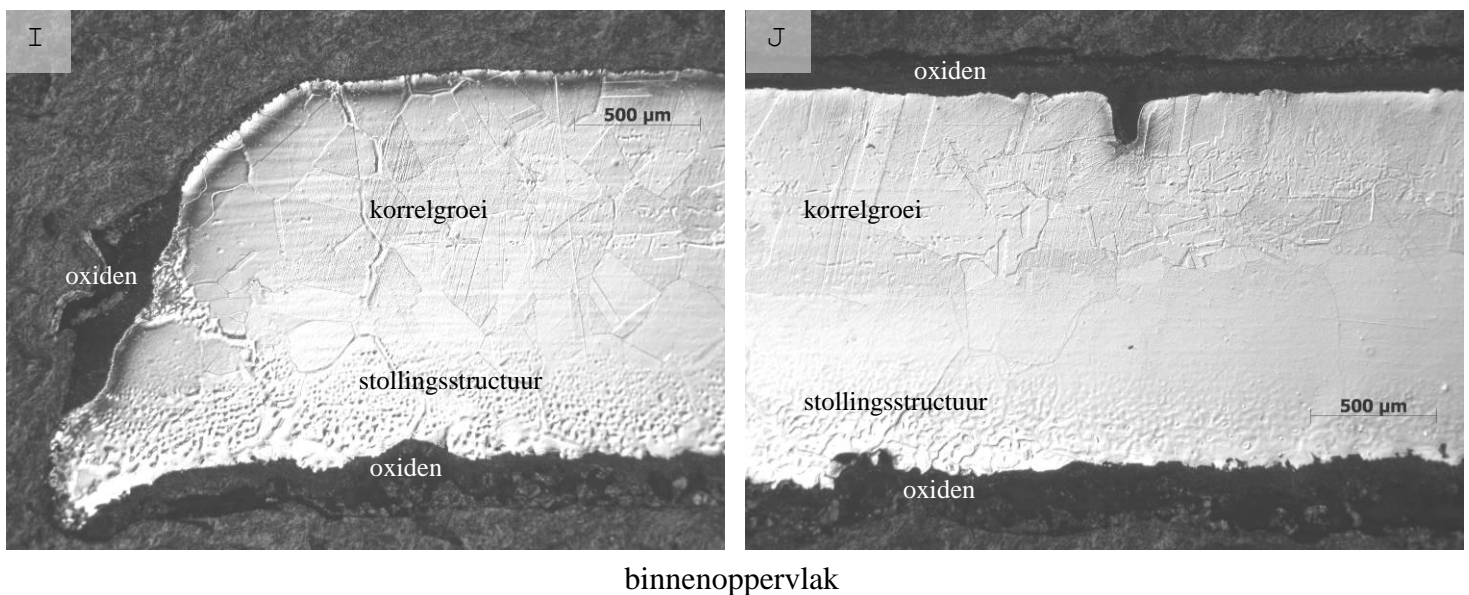 I
500 µm
korrelgroei
oxiden
stollingsstructuur
oxiden
J
oxiden
korrelgroei
stollingsstructuur
500 µm
oxiden
binnenoppervlak